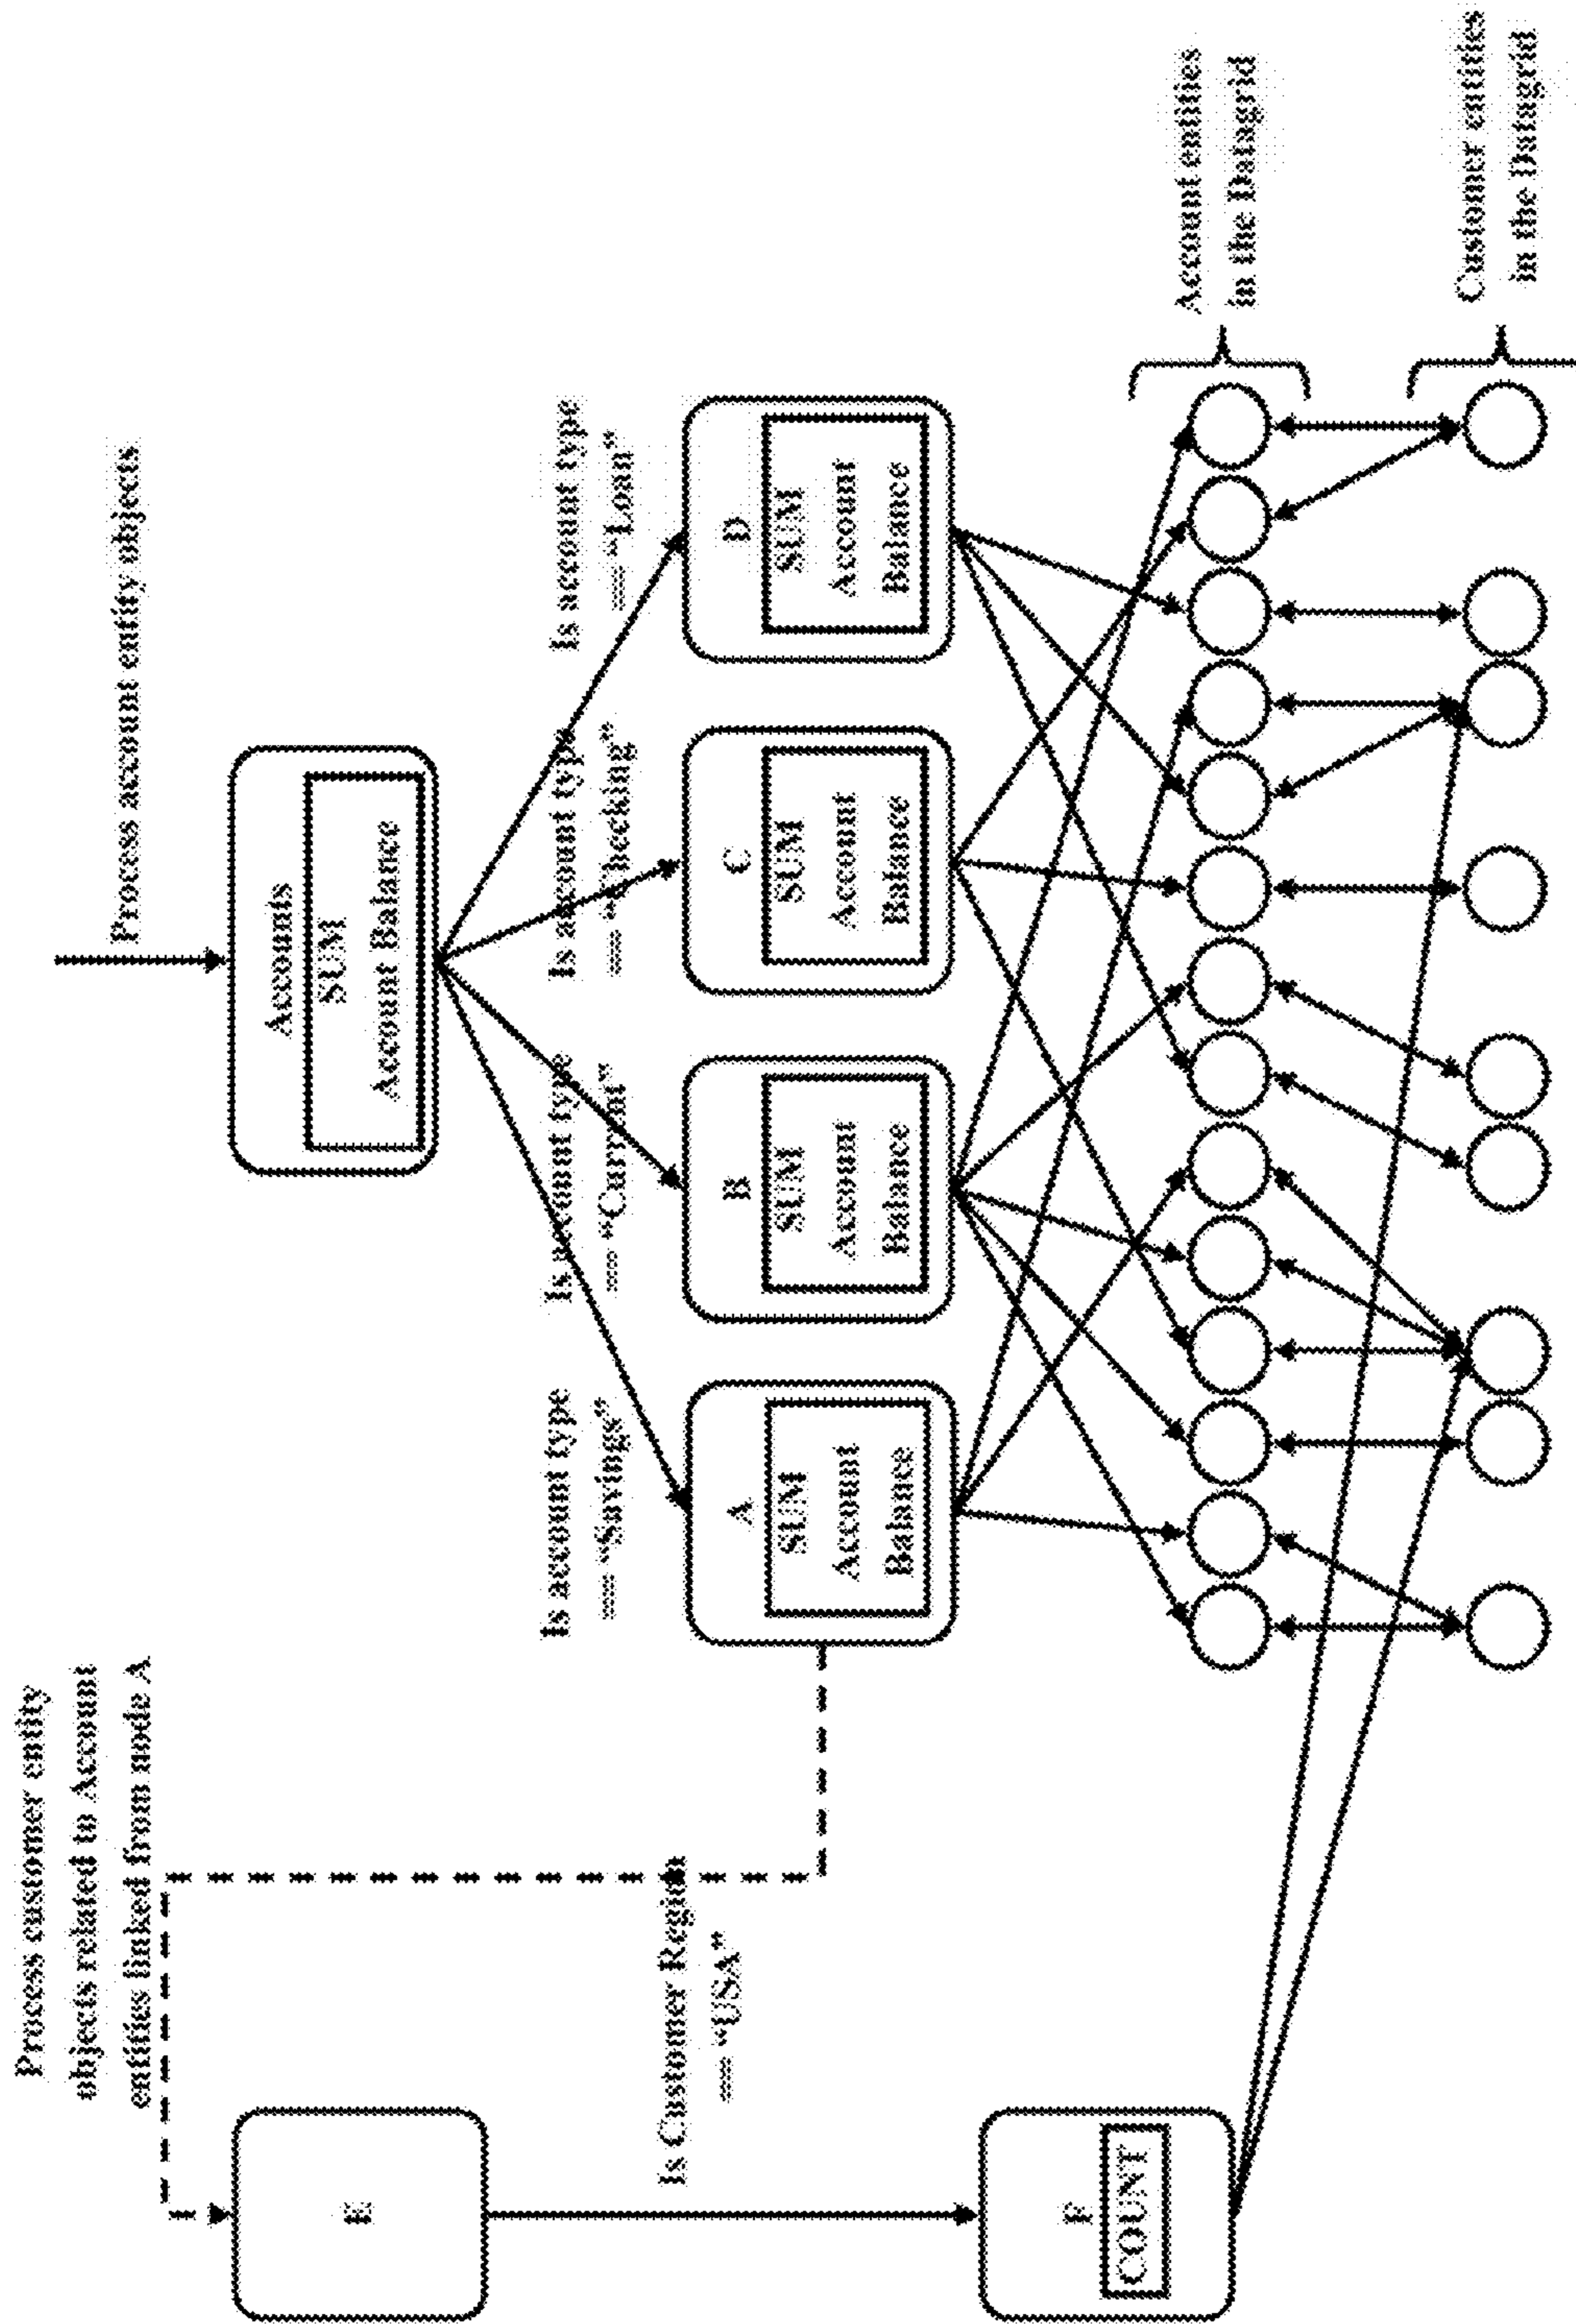 Process customer entity
objects related to Account
entities linked from node A
Process account entity objects
Accounts
SUM
Account Balance
E
Is account type
== "Savings"
Is account type
== "Current"
Is account type
== "Checking"
Is account type
== "Loan"
Is Customer Region
== "USA"
A
SUM
Account
Balance
B
SUM
Account
Balance
C
SUM
Account
Balance
D
SUM
Account
Balance
F
COUNT
Account entities
in the Datagrid
Customer entities
in the Datagrid